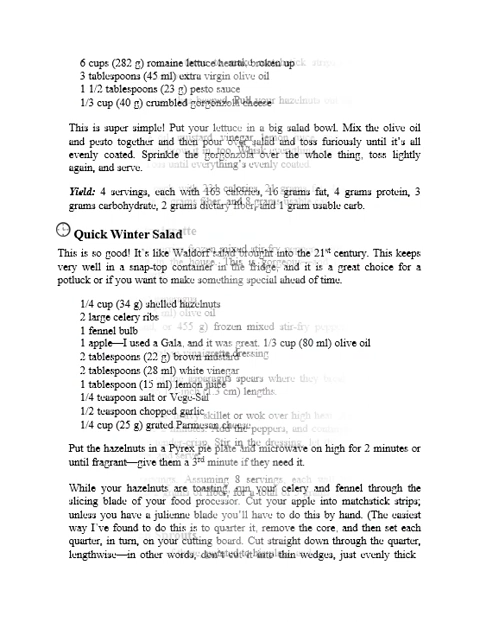 6 cups (282 g) romaine lettuce hearts, broken up
3 tablespoons (45 ml) extra virgin olive oil
1 1/2 tablespoons (23 g) pesto sauce
1/3 cup (40 g) crumbled gorgonzola cheese
This is super simple! Put your lettuce in a big salad bowl. Mix the olive oil
and pesto together and then pour over salad and toss furiously until it's all
evenly coated. Sprinkle the gorgonzola over the whole thing, toss lightly
again, and serve.
Yield: 4 servings, each with 163 calories, 16 grams fat, 4 grams protein, 3
grams carbohydrate, 2 grams dietary fiber, and 1 gram usable carb.
Quick Winter Salad
This is so good! It's like Waldorf salad brought into the 21st century. This keeps
very well in a snap-top container in the fridge, and it is a great choice for a
potluck or if you want to make something special ahead of time.
1/4 cup (34 g) shelled hazelnuts
2 large celery ribs
1 fennel bulb
1 apple—I used a Gala, and it was great. 1/3 cup (80 ml) olive oil
2 tablespoons (22 g) brown mustard
2 tablespoons (28 ml) white vinegar
1 tablespoon (15 ml) lemon juice
1/4 teaspoon salt or Vege-Sal
1/2 teaspoon chopped garlic
1/4 cup (25 g) grated Parmesan cheese
Put the hazelnuts in a Pyrex pie plate and microwave on high for 2 minutes or
until fragrant—give them a 3rd minute if they need it.
While your hazelnuts are toasting, run your celery and fennel through the
slicing blade of your food processor. Cut your apple into matchstick strips;
unless you have a julienne blade you'll have to do this by hand. (The easiest
way I've found to do this is to quarter it, remove the core, and then set each
quarter, in turn, on your cutting board. Cut straight down through the quarter,
lengthwise—in other words, don't cut it into thin wedges, just evenly thick